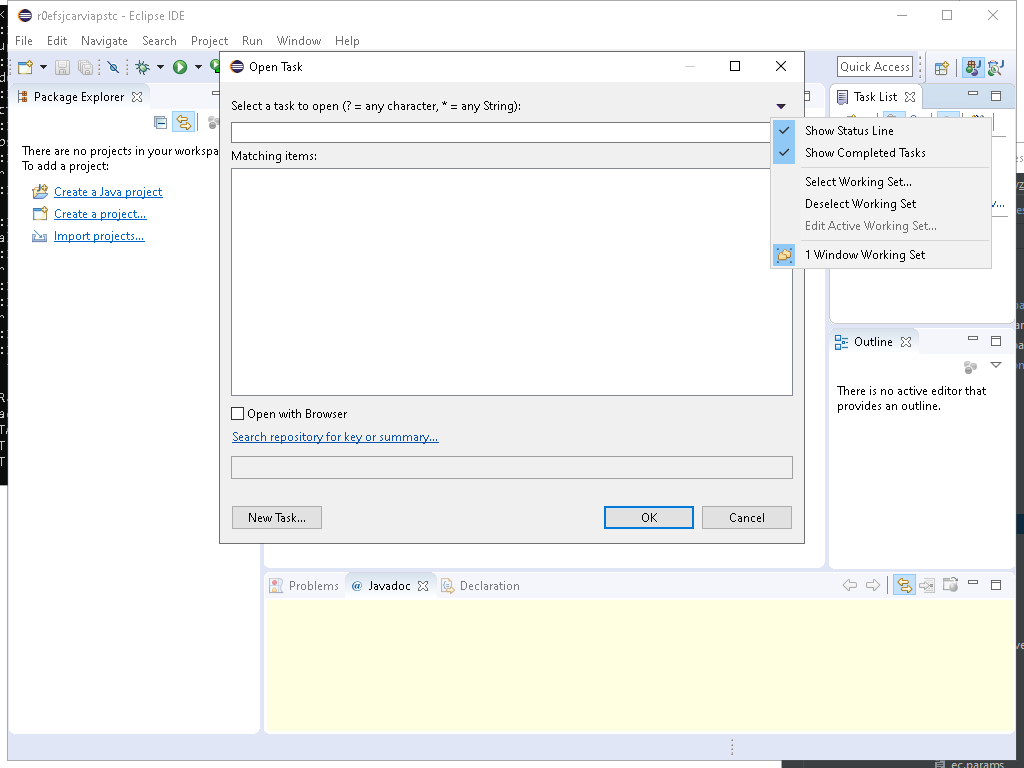 r0efsjcarviapstc - Eclipse IDE
File Edit Navigate Search Project Run Window Help
Open Task
Quick Access
Package Explorer
Select a task to open (? = any character, * = any String):
Task List
Show Status Line
There are no projects in your workspa
Matching items:
Show Completed Tasks
To add a project:
Create a Java project
Select Working Set...
Create a project...
Deselect Working Set
Import projects...
Edit Active Working Set...
1 Window Working Set
Outline
There is no active editor that
provides an outline.
Open with Browser
Search repository for key or summary...
New Task...
OK
Cancel
Problems
@ Javadoc
Declaration
ec.params